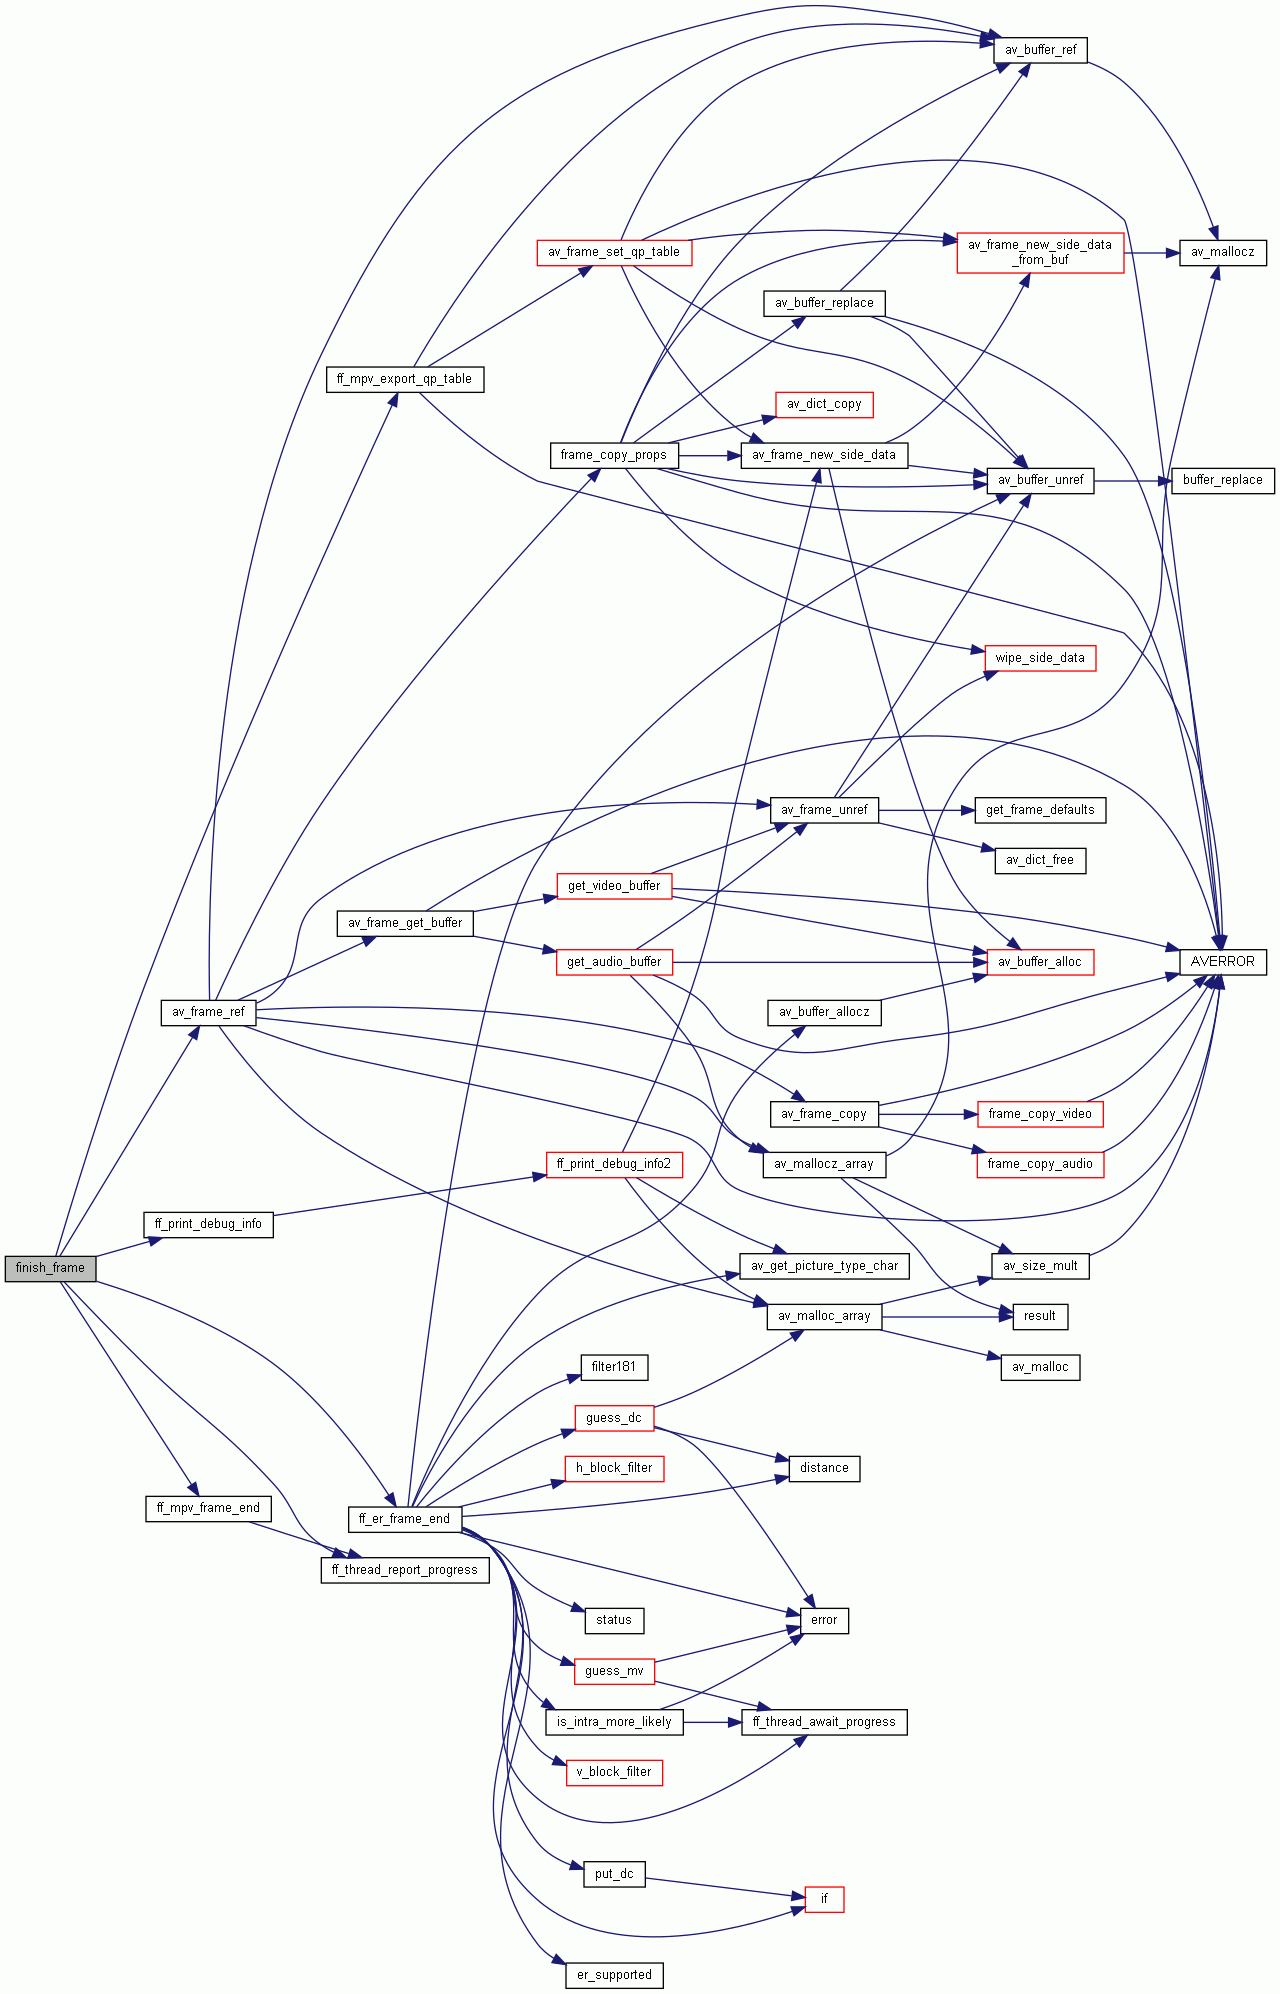 av_buffer_ref
av_frame_set_qp_table
av_frame_new_side_data
_from_buf
av_mallocz
av_buffer_replace
ff_mpv_export_qp_table
av_dict_copy
frame_copy_props
av_frame_new_side_data
av_buffer_unref
buffer_replace
wipe_side_data
av_frame_unref
get_frame_defaults
av_dict_free
get_video_buffer
av_frame_get_buffer
get_audio_buffer
av_buffer_alloc
AVERROR
av_frame_ref
av_buffer_allocz
av_frame_copy
frame_copy_video
ff_print_debug_info2
av_mallocz_array
frame_copy_audio
ff_print_debug_info
finish_frame
av_get_picture_type_char
av_size_mult
av_malloc_array
result
filter181
av_malloc
guess_dc
h_block_filter
distance
ff_mpv_frame_end
ff_er_frame_end
ff_thread_report_progress
status
error
guess_mv
is_intra_more_likely
ff_thread_await_progress
v_block_filter
put_dc
if
er_supported